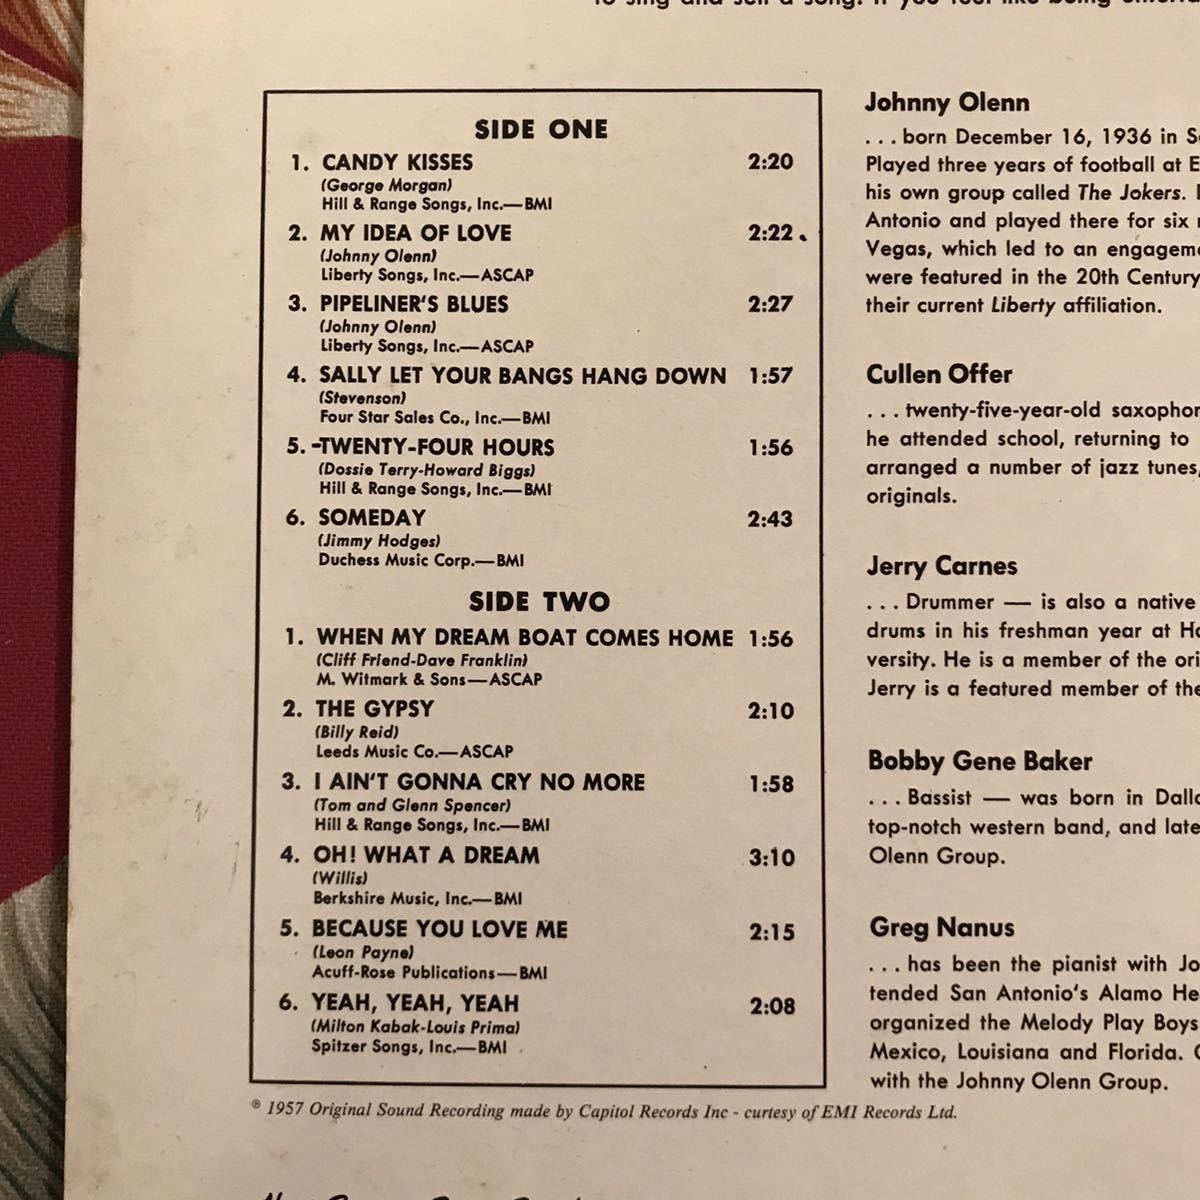 to sing and sell a song. If you feel like being
SIDE ONE
1. CANDY KISSES 2:20
(George Morgan)
Hill & Range Songs, Inc.—BMI
2. MY IDEA OF LOVE 2:22
(Johnny Olenn)
Liberty Songs, Inc.—ASCAP
3. PIPELINER'S BLUES 2:27
(Johnny Olenn)
Liberty Songs, Inc.—ASCAP
4. SALLY LET YOUR BANGS HANG DOWN 1:57
(Stevenson)
Four Star Sales Co., Inc.—BMI
5. TWENTY-FOUR HOURS 1:56
(Dossie Terry-Howard Biggs)
Hill & Range Songs, Inc.—BMI
6. SOMEDAY 2:43
(Jimmy Hodges)
Duchess Music Corp.—BMI
SIDE TWO
1. WHEN MY DREAM BOAT COMES HOME 1:56
(Cliff Friend-Dave Franklin)
M. Witmark & Sons—ASCAP
2. THE GYPSY 2:10
(Billy Reid)
Leeds Music Co.—ASCAP
3. I AIN'T GONNA CRY NO MORE 1:58
(Tom and Glenn Spencer)
Hill & Range Songs, Inc.—BMI
4. OH! WHAT A DREAM 3:10
(Willis)
Berkshire Music, Inc.—BMI
5. BECAUSE YOU LOVE ME 2:15
(Leon Payne)
Acuff-Rose Publications—BMI
6. YEAH, YEAH, YEAH 2:08
(Milton Kabak-Louis Prima)
Spitzer Songs, Inc.—BMI
℗ 1957 Original Sound Recording made by Capitol Records Inc - curtesy of EMI Records Ltd.
Johnny Olenn
. . . born December 16, 1936 in
Played three years of football at
his own group called The Jokers.
Antonio and played there for six
Vegas, which led to an
were featured in the 20th Century
their current Liberty affiliation.
Cullen Offer
. . . twenty-five-year-old
he attended school, returning to
arranged a number of jazz tunes,
originals.
Jerry Carnes
. . . Drummer — is also a native
drums in his freshman year at
versity. He is a member of the
Jerry is a featured member of the
Bobby Gene Baker
. . . Bassist — was born in
top-notch western band, and
Olenn Group.
Greg Nanus
. . . has been the pianist with
tended San Antonio's Alamo
organized the Melody Play Boys
Mexico, Louisiana and Florida.
with the Johnny Olenn Group.